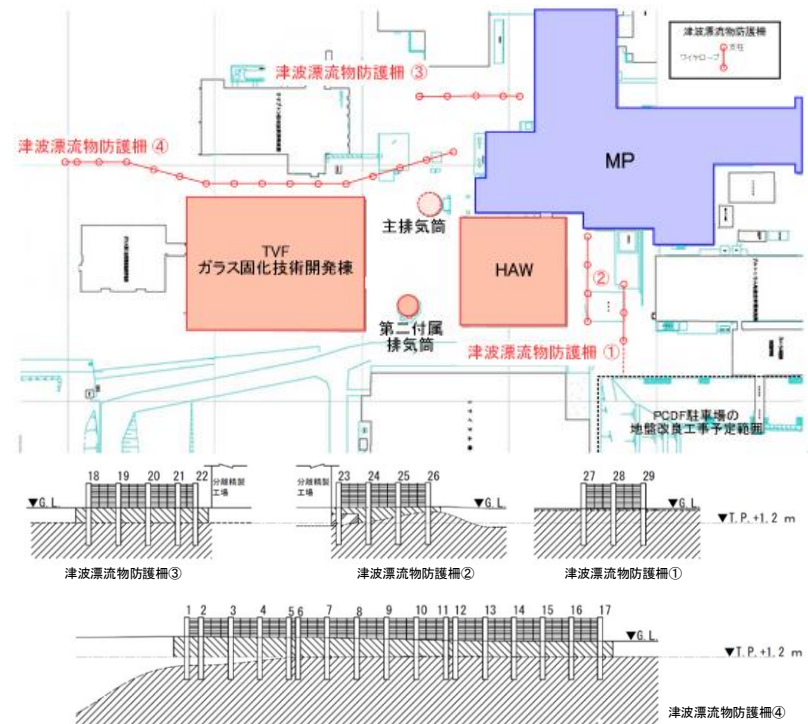 津波漂流物防護柵
支柱
ワイヤロープ
津波漂流物防護柵 ③
津波漂流物防護柵 ④
MP
主排気筒
TVF
ガラス固化技術開発棟
HAW
②
第二付属
排気筒
津波漂流物防護柵 ①
PCDF駐車場の
地盤改良工事予定範囲
18 19 20 21 22
分離精製
工場
▼G.L.
津波漂流物防護柵③
分離精製
工場
23 24 25 26
津波漂流物防護柵②
27 28 29
▼G.L.
▼T.P.+1.2 m
津波漂流物防護柵①
1 2 3 4 5 6 7 8 9 10 11 12 13 14 15 16 17
▼G.L.
▼T.P.+1.2 m
津波漂流物防護柵④